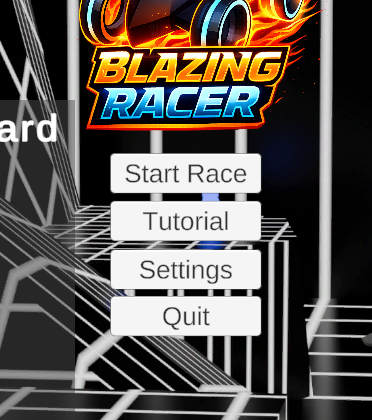 BLAZING
RACER
ard
Start Race
Tutorial
Settings
Quit